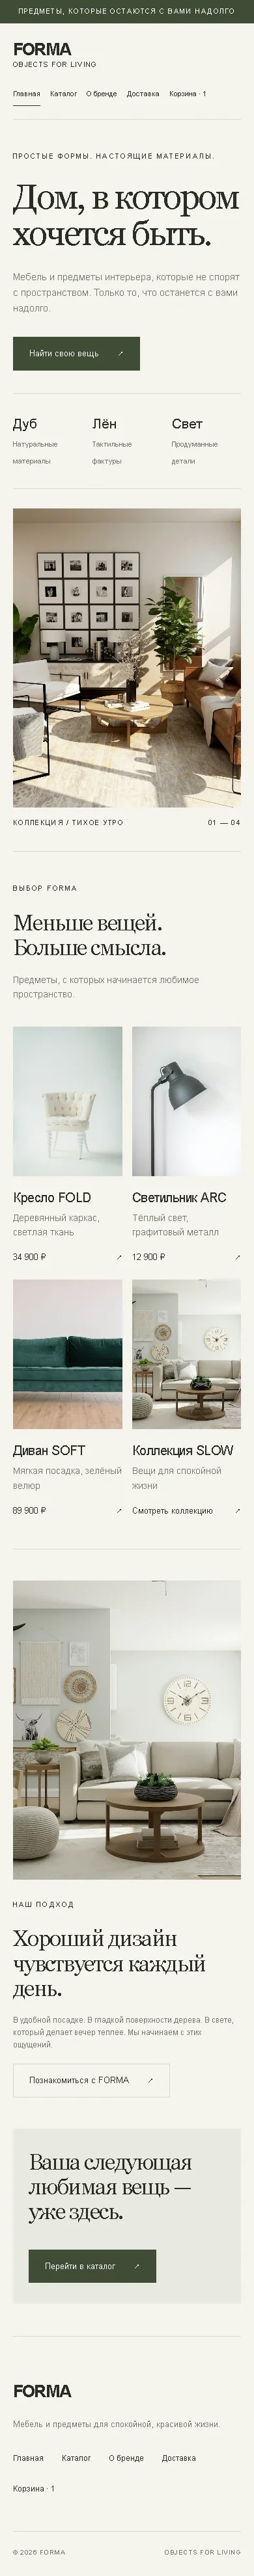 ПРЕДМЕТЫ, КОТОРЫЕ ОСТАЮТСЯ С ВАМИ НАДОЛГО
FORMA
OBJECTS FOR LIVING
Главная Каталог О бренде Доставка Корзина · 1
ПРОСТЫЕ ФОРМЫ. НАСТОЯЩИЕ МАТЕРИАЛЫ.
Дом, в котором
хочется быть.
Мебель и предметы интерьера, которые не спорят
с пространством. Только то, что останется с вами
надолго.
Найти свою вещь ↗
Дуб Лён Свет
Натуральные Тактильные Продуманные
материалы фактуры детали
КОЛЛЕКЦИЯ / ТИХОЕ УТРО 01 — 04
ВЫБОР FORMA
Меньше вещей.
Больше смысла.
Предметы, с которых начинается любимое
пространство.
Кресло FOLD Светильник ARC
Деревянный каркас, Тёплый свет,
светлая ткань графитовый металл
34 900 ₽ ↗ 12 900 ₽ ↗
Диван SOFT Коллекция SLOW
Мягкая посадка, зелёный Вещи для спокойной
велюр жизни
89 900 ₽ ↗ Смотреть коллекцию ↗
НАШ ПОДХОД
Хороший дизайн
чувствуется каждый
день.
В удобной посадке. В гладкой поверхности дерева. В свете,
который делает вечер теплее. Мы начинаем с этих
ощущений.
Познакомиться с FORMA ↗
Ваша следующая
любимая вещь —
уже здесь.
Перейти в каталог ↗
FORMA
Мебель и предметы для спокойной, красивой жизни.
Главная Каталог О бренде Доставка
Корзина · 1
© 2026 FORMA OBJECTS FOR LIVING